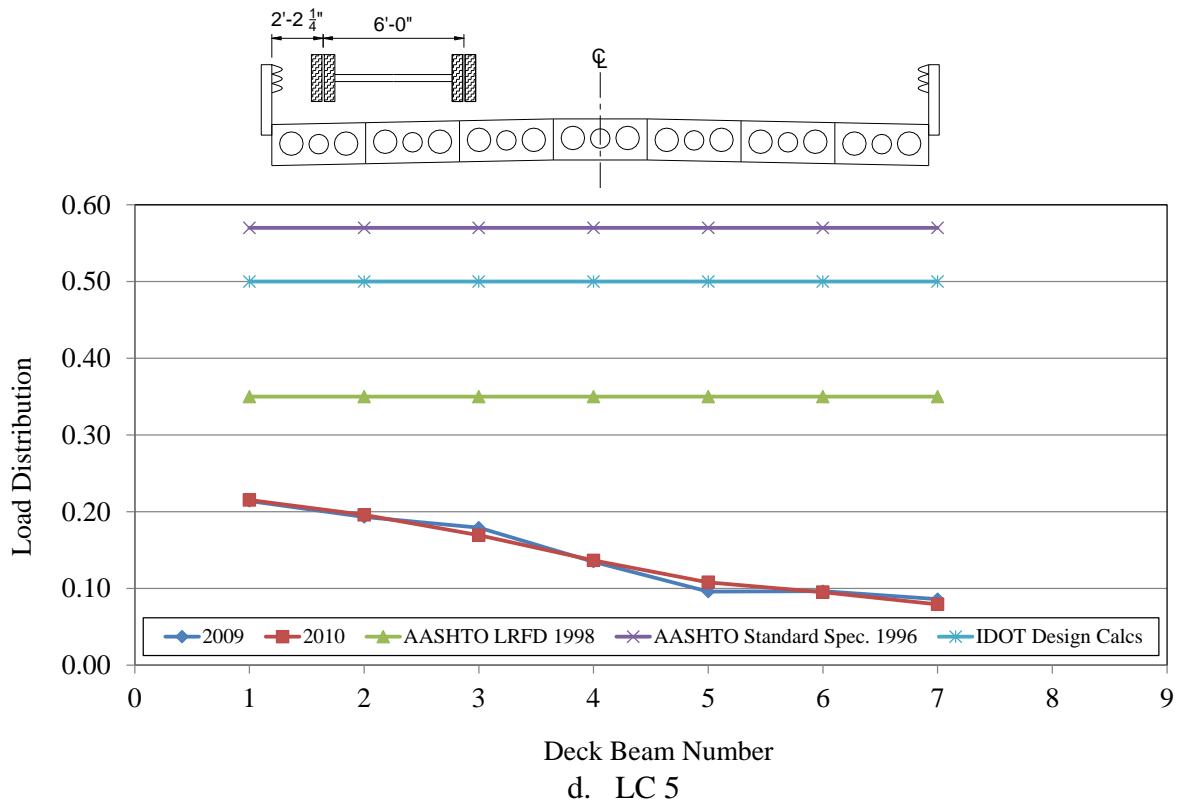 2'-2 1/4"
6'-0"
℄
0.60
0.50
0.40
0.30
0.20
0.10
0.00
Load Distribution
2009
2010
AASHTO LRFD 1998
AASHTO Standard Spec. 1996
IDOT Design Calcs
0 1 2 3 4 5 6 7 8 9
Deck Beam Number
d. LC 5